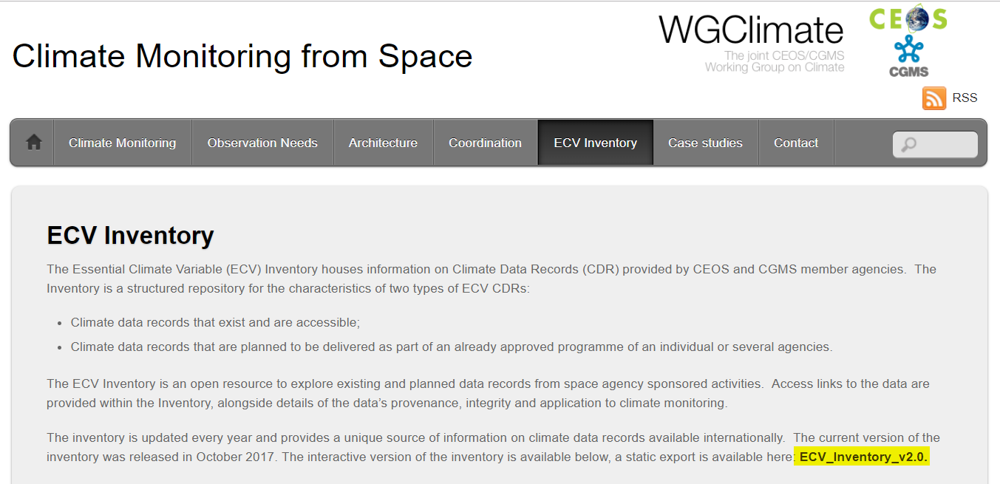 WGClimate
The joint CEOS/CGMS
Working Group on Climate
CEOS
CGMS
Climate Monitoring from Space
RSS
Climate Monitoring
Observation Needs
Architecture
Coordination
ECV Inventory
Case studies
Contact
ECV Inventory
The Essential Climate Variable (ECV) Inventory houses information on Climate Data Records (CDR) provided by CEOS and CGMS member agencies.  The
Inventory is a structured repository for the characteristics of two types of ECV CDRs:
• Climate data records that exist and are accessible;
• Climate data records that are planned to be delivered as part of an already approved programme of an individual or several agencies.
The ECV Inventory is an open resource to explore existing and planned data records from space agency sponsored activities.  Access links to the data are
provided within the Inventory, alongside details of the data’s provenance, integrity and application to climate monitoring.
The inventory is updated every year and provides a unique source of information on climate data records available internationally.  The current version of the
inventory was released in October 2017. The interactive version of the inventory is available below, a static export is available here: ECV_Inventory_v2.0.